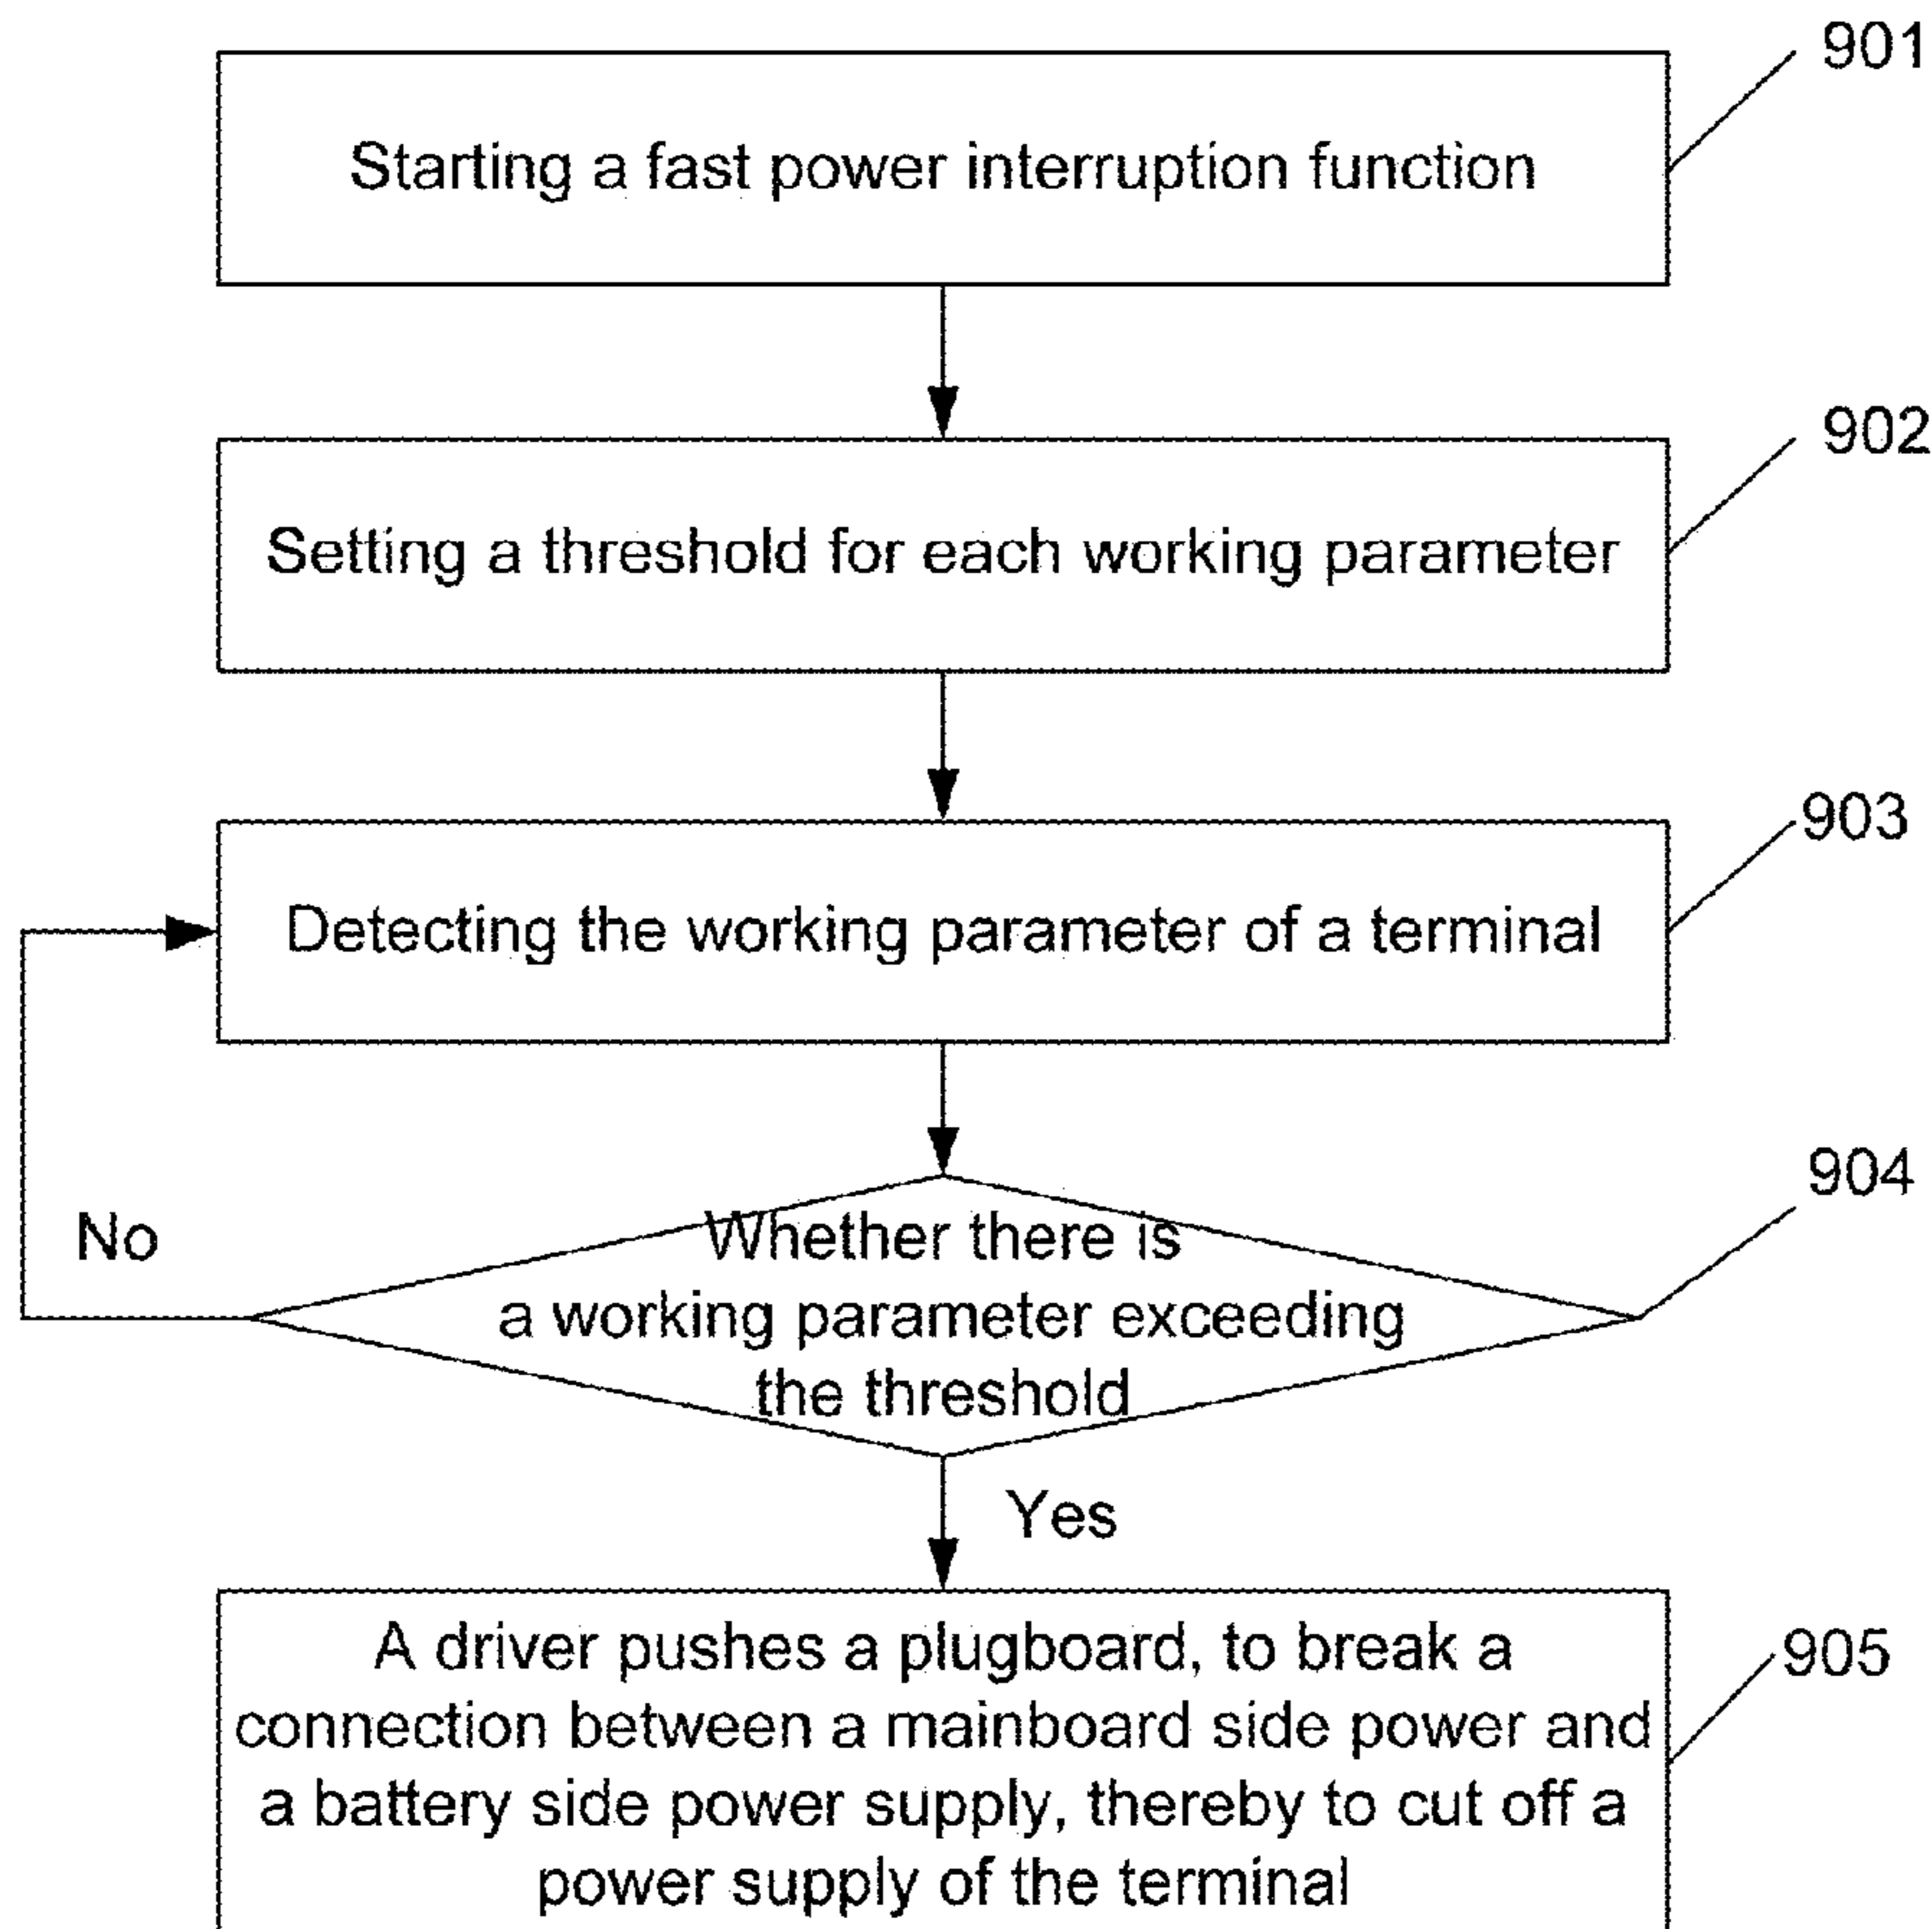 901
Starting a fast power interruption function
902
Setting a threshold for each working parameter
903
Detecting the working parameter of a terminal
904
No
Whether there is
a working parameter exceeding
the threshold
Yes
A driver pushes a plugboard, to break a
905
connection between a mainboard side power and
a battery side power supply, thereby to cut off a
power supply of the terminal